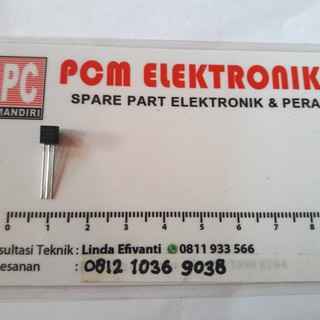 PC
MANDIRI
PCM ELEKTRONIK
SPARE PART ELEKTRONIK & PERA
0 1 2 3 4 5 6 7 8
sultasi Teknik : Linda Efivanti 0811 933 566
esanan : 0812 1036 9038